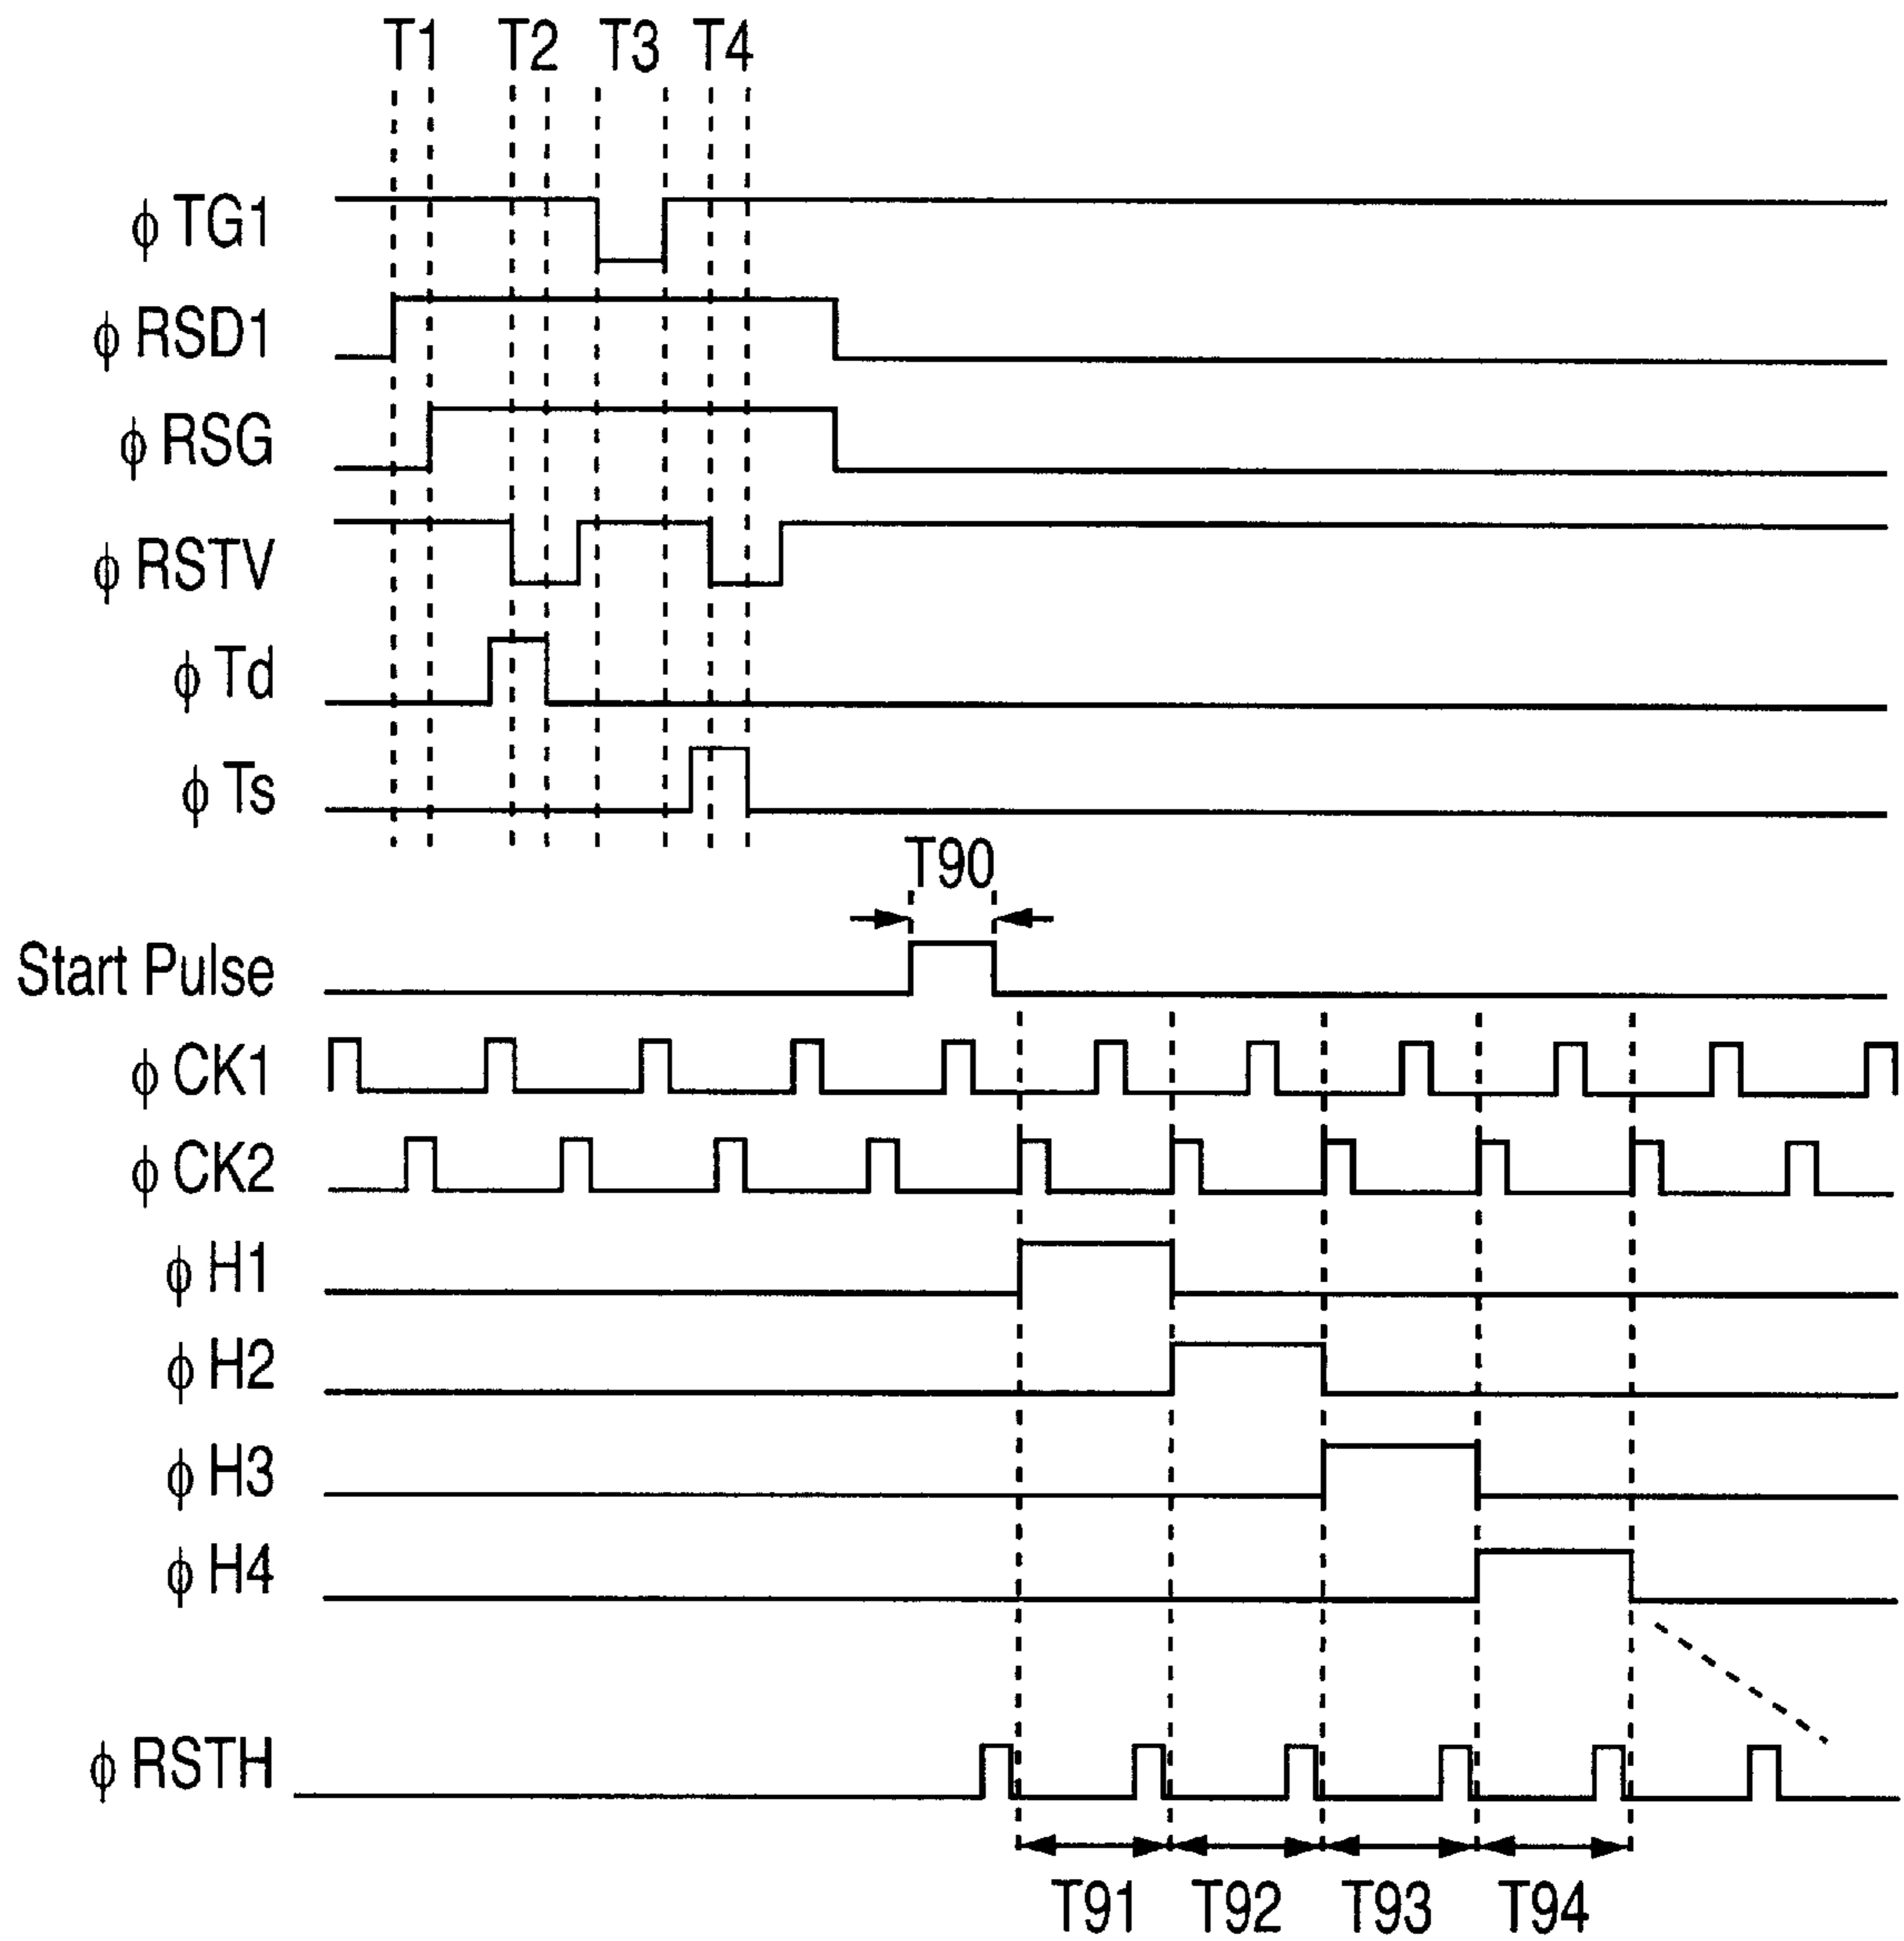 T1 T2 T3 T4
ϕ TG1
ϕ RSD1
ϕ RSG
ϕ RSTV
ϕ Td
ϕ Ts
T90
Start Pulse
ϕ CK1
ϕ CK2
ϕ H1
ϕ H2
ϕ H3
ϕ H4
ϕ RSTH
T91 T92 T93 T94